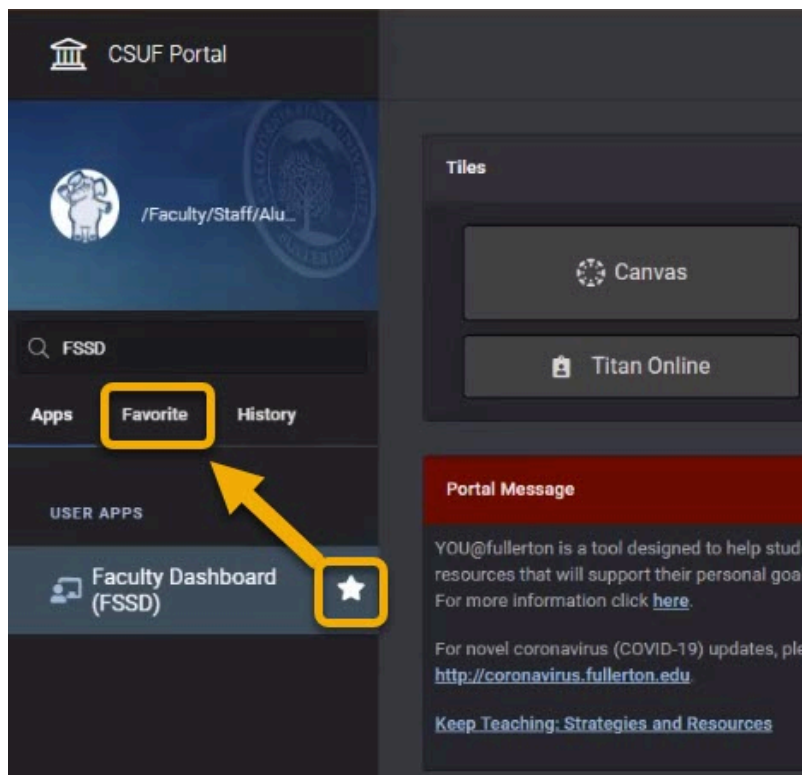 CSUF Portal
/Faculty/Staff/Alu...
FSSD
Apps Favorite History
USER APPS
Faculty Dashboard
(FSSD)
Tiles
Canvas
Titan Online
Portal Message
YOU@fullerton is a tool designed to help stud
resources that will support their personal goa
For more information click here.
For novel coronavirus (COVID-19) updates, ple
http://coronavirus.fullerton.edu.
Keep Teaching: Strategies and Resources